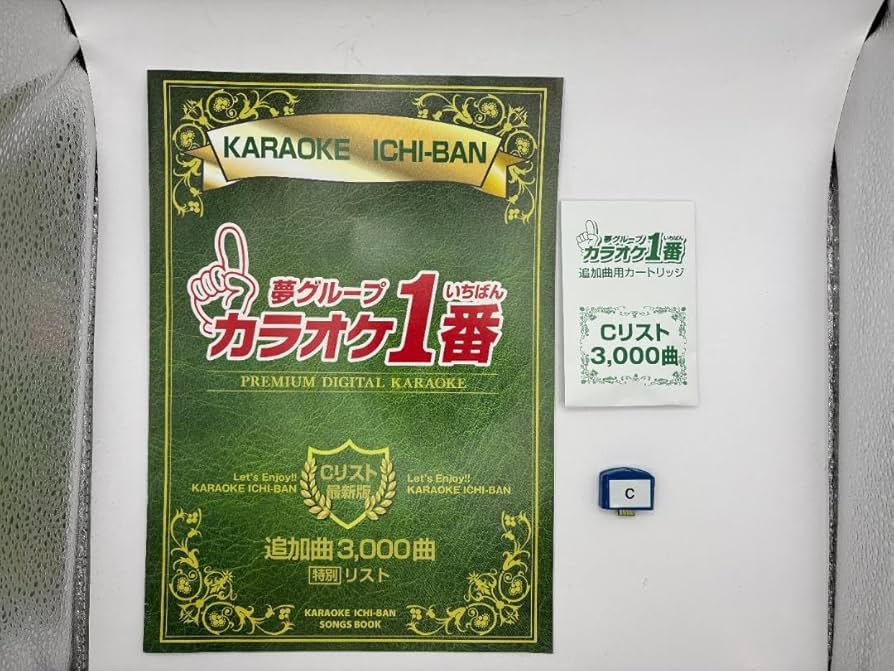 KARAOKE ICHI-BAN
夢グループ
いちばん
カラオケ1番
PREMIUM DIGITAL KARAOKE
Let's Enjoy!!
KARAOKE ICHI-BAN
Cリスト
最新版
Let's Enjoy!!
KARAOKE ICHI-BAN
追加曲3,000曲
特別 リスト
KARAOKE ICHI-BAN
SONGS BOOK
夢グループ
いちばん
カラオケ1番
追加曲用カートリッジ
Cリスト
3,000曲
C